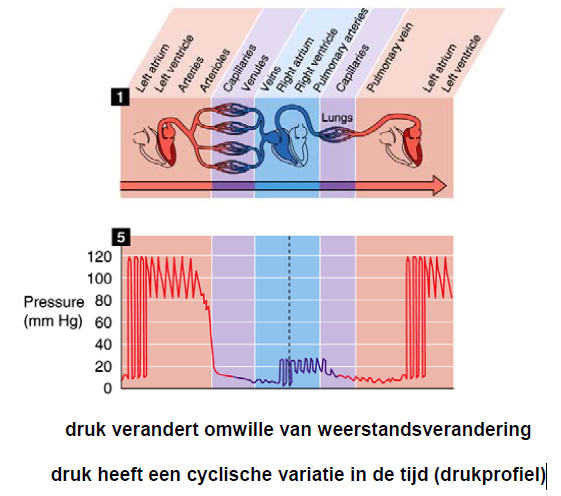 Left atrium
Left ventricle
Arteries
Arterioles
Capillaries
Venules
Veins
Right atrium
Right ventricle
Pulmonary arteries
Capillaries
Pulmonary vein
Left atrium
Left ventricle
1
Lungs
5
120
100
80
60
40
20
0
Pressure
(mm Hg)
druk verandert omwille van weerstandsverandering
druk heeft een cyclische variatie in de tijd (drukprofiel)